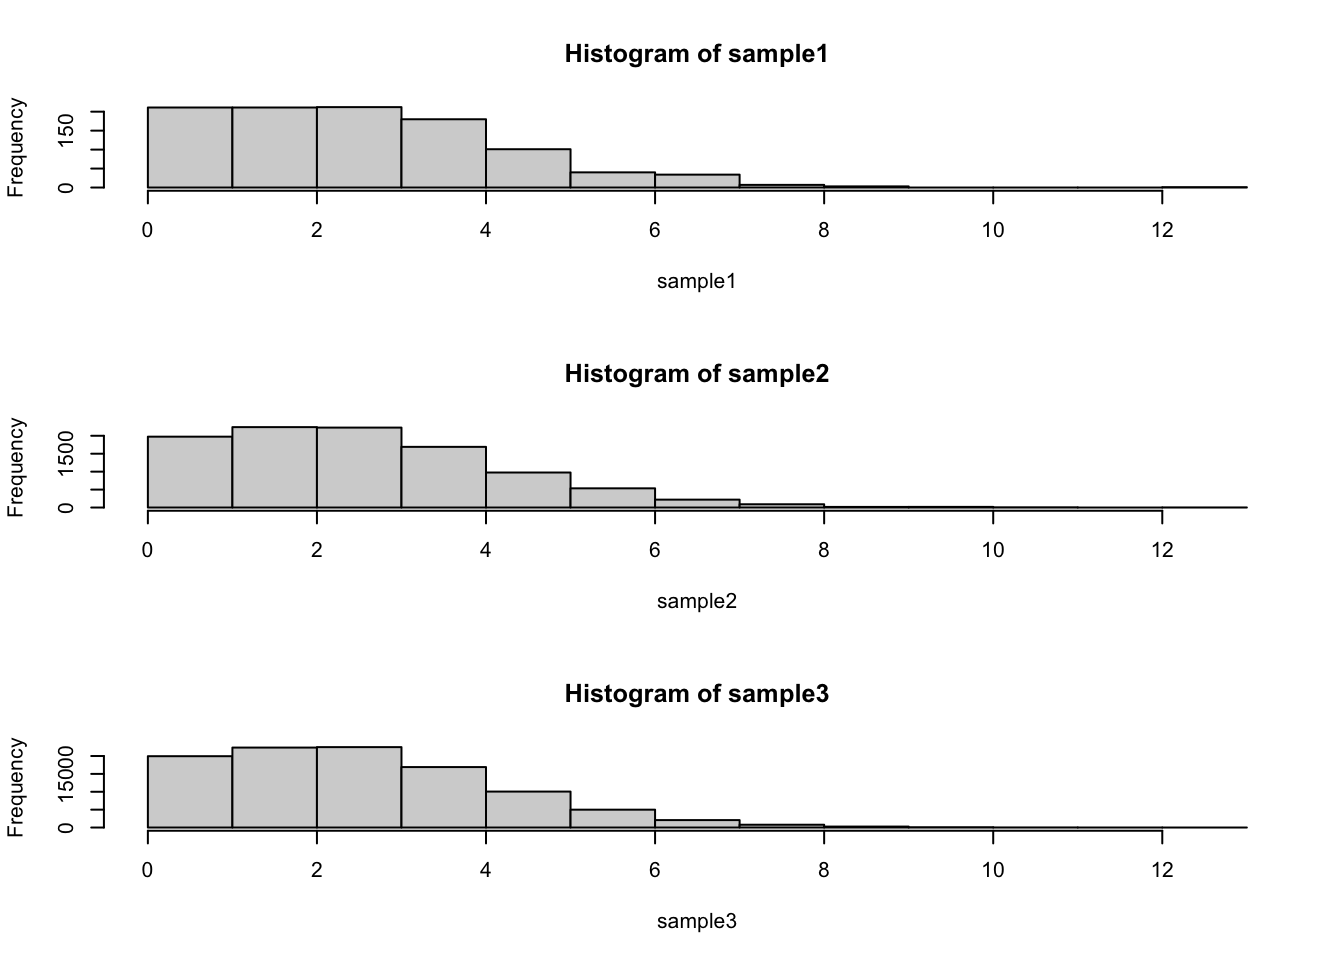 Histogram of sample1
Frequency
150
0
0 2 4 6 8 10 12
sample1
Histogram of sample2
Frequency
1500
0
0 2 4 6 8 10 12
sample2
Histogram of sample3
Frequency
15000
0
0 2 4 6 8 10 12
sample3